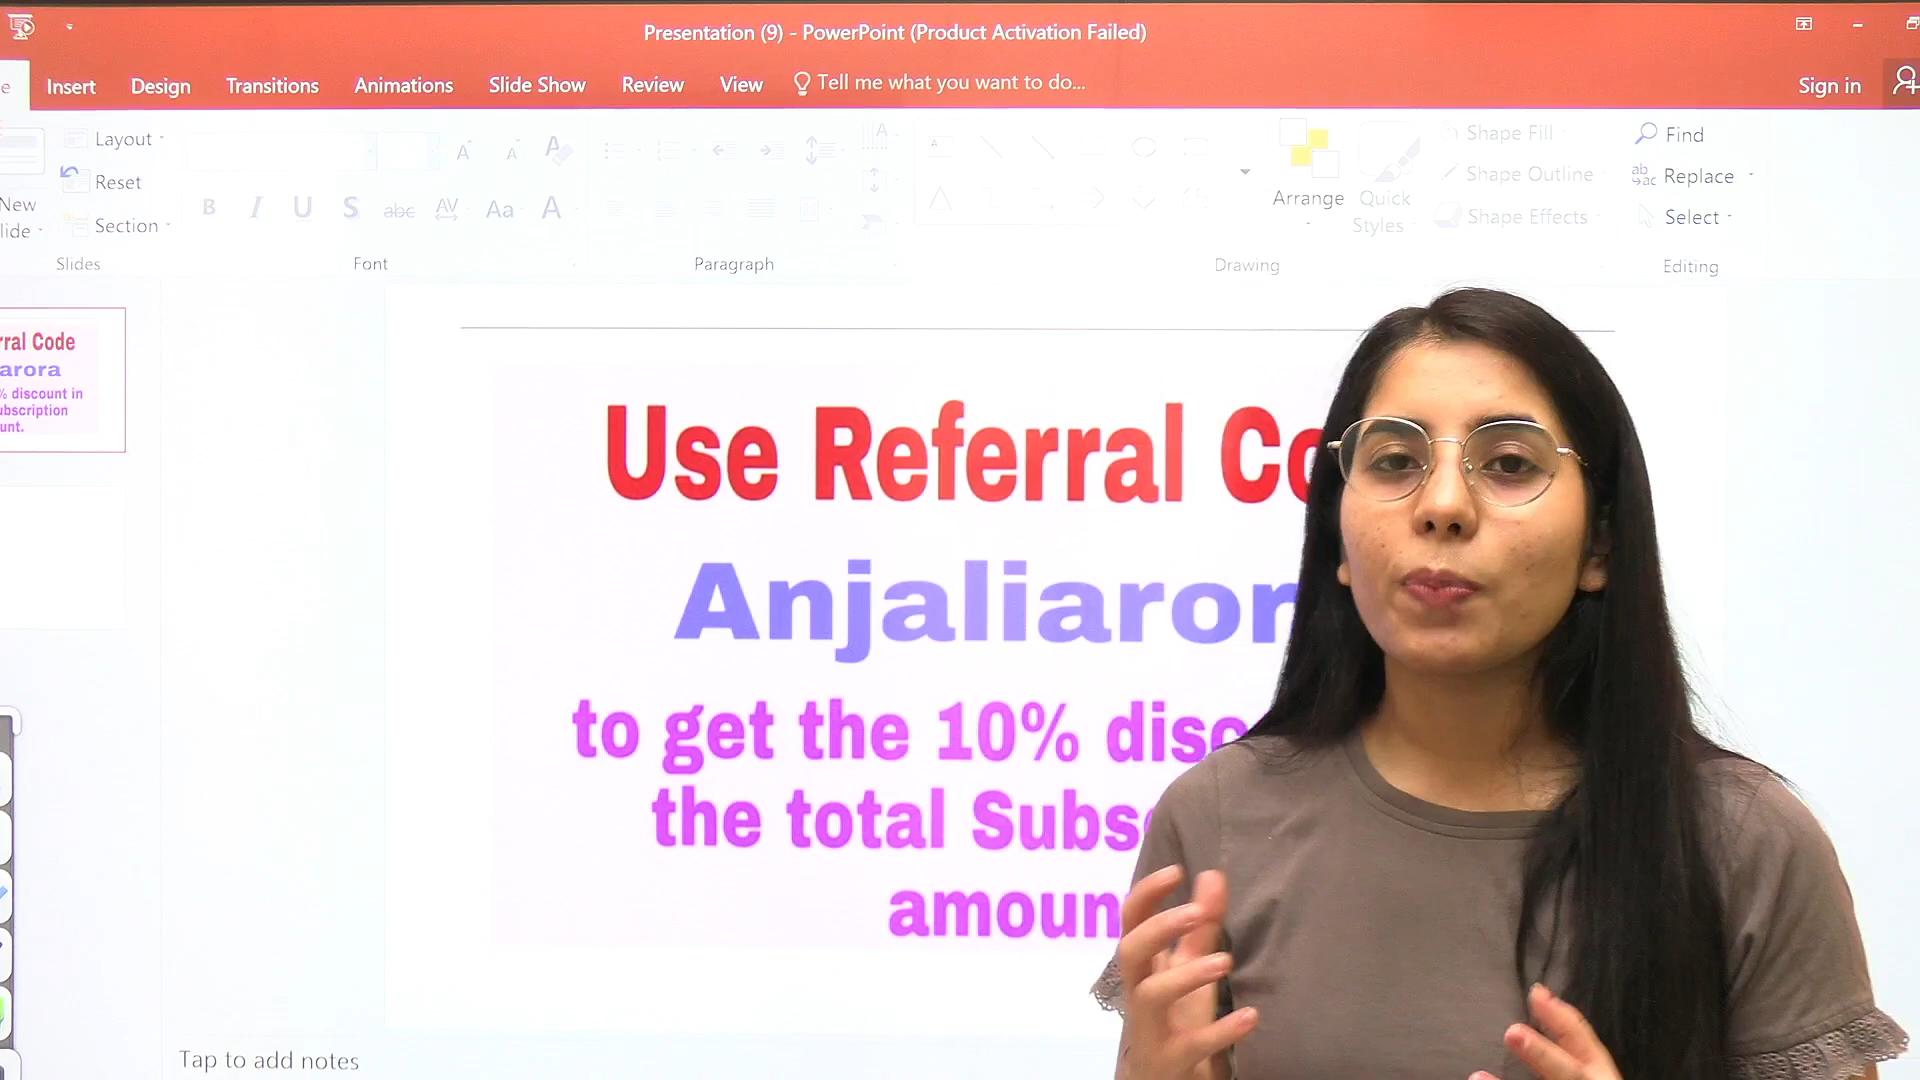 Presentation (9) - PowerPoint (Product Activation Failed)
Insert Design Transitions Animations Slide Show Review View Tell me what you want to do... Sign in
Layout
Reset
New
Section
Slides
B I U S abc AV Aa A
Font
Paragraph
Arrange
Quick
Styles
Shape Fill
Shape Outline
Shape Effects
Drawing
Find
Replace
Select
Editing
rral Code
arora
% discount in
ubscription
unt.
Use Referral Co
Anjaliaror
to get the 10% disc
the total Subs
amoun
Tap to add notes